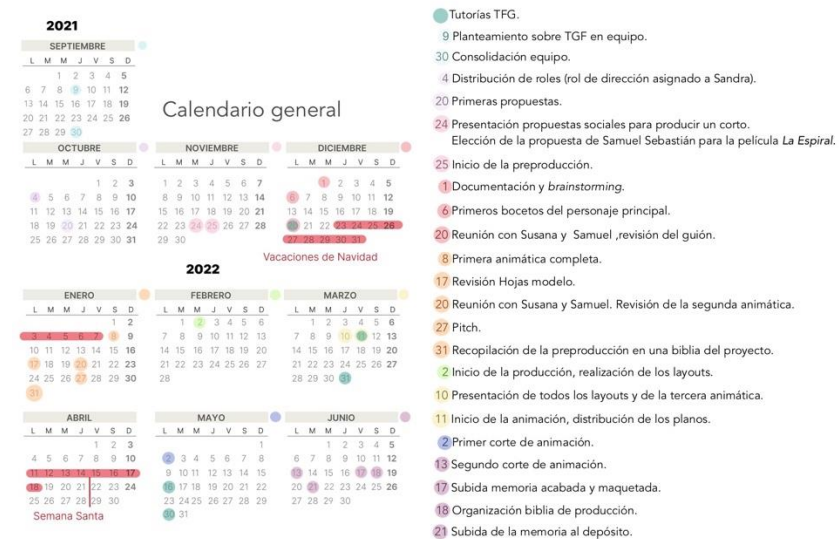 2021
SEPTIEMBRE
L M M J V S D
1 2 3 4 5
6 7 8 9 10 11 12
13 14 15 16 17 18 19
20 21 22 23 24 25 26
27 28 29 30
Calendario general
OCTUBRE
L M M J V S D
1 2 3
4 5 6 7 8 9 10
11 12 13 14 15 16 17
18 19 20 21 22 23 24
25 26 27 28 29 30 31
NOVIEMBRE
L M M J V S D
1 2 3 4 5 6 7
8 9 10 11 12 13 14
15 16 17 18 19 20 21
22 23 24 25 26 27 28
29 30
DICIEMBRE
L M M J V S D
1 2 3 4 5
6 7 8 9 10 11 12
13 14 15 16 17 18 19
21 22 23 24 25 26
27 28 29 30 31
Vacaciones de Navidad
2022
ENERO
L M M J V S D
1 2
3 4 5 6 7 8 9
10 11 12 13 14 15 16
17 18 19 20 21 22 23
24 25 26 27 28 29 30
31
FEBRERO
L M M J V S D
1 2 3 4 5 6
7 8 9 10 11 12 13
14 15 16 17 18 19 20
21 22 23 24 25 26 27
28
MARZO
L M M J V S D
1 2 3 4 5 6
7 8 9 10 11 12 13
14 15 16 17 18 19 20
21 22 23 24 25 26 27
28 29 30 31
ABRIL
L M M J V S D
1 2 3
4 5 6 7 8 9 10
11 12 13 14 15 16 17
18 19 20 21 22 23 24
25 26 27 28 29 30
Semana Santa
MAYO
L M M J V S D
1
2 3 4 5 6 7 8
9 10 11 12 13 14 15
16 17 18 19 20 21 22
23 24 25 26 27 28 29
30 31
JUNIO
L M M J V S D
1 2 3 4 5
6 7 8 9 10 11 12
13 14 15 16 17 18 19
20 21 22 23 24 25 26
27 28 29 30
Tutorías TFG.
9 Planteamiento sobre TGF en equipo.
30 Consolidación equipo.
4 Distribución de roles (rol de dirección asignado a Sandra).
20 Primeras propuestas.
24 Presentación propuestas sociales para producir un corto.
Elección de la propuesta de Samuel Sebastián para la película La Espiral.
25 Inicio de la preproducción.
1 Documentación y brainstorming.
6 Primeros bocetos del personaje principal.
20 Reunión con Susana y Samuel ,revisión del guión.
8 Primera animática completa.
17 Revisión Hojas modelo.
20 Reunión con Susana y Samuel. Revisión de la segunda animática.
27 Pitch.
31 Recopilación de la preproducción en una biblia del proyecto.
2 Inicio de la producción, realización de los layouts.
10 Presentación de todos los layouts y de la tercera animática.
11 Inicio de la animación, distribución de los planos.
2 Primer corte de animación.
13 Segundo corte de animación.
17 Subida memoria acabada y maquetada.
18 Organización biblia de producción.
21 Subida de la memoria al depósito.